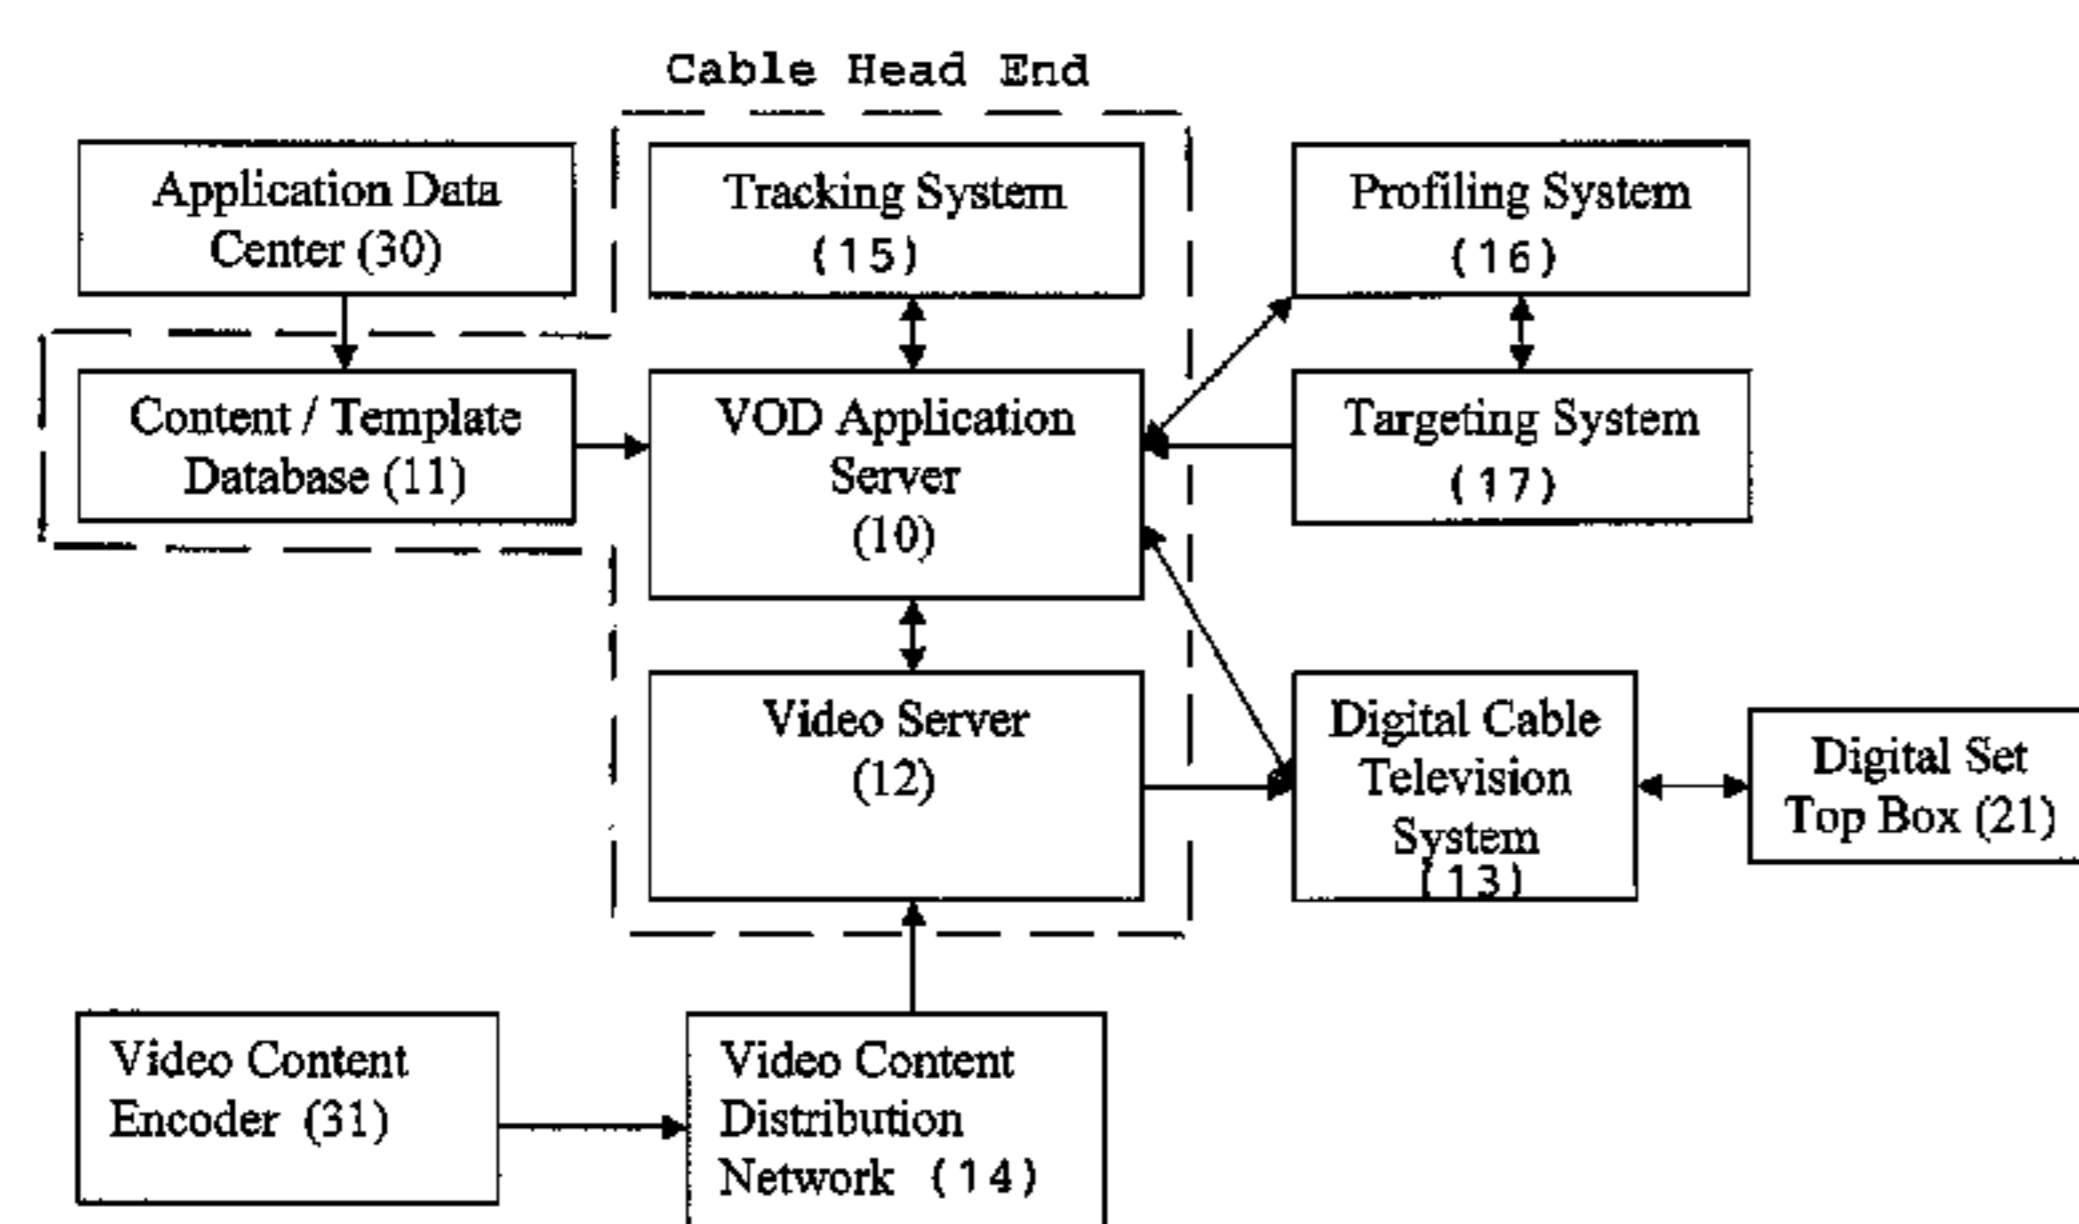 Cable Head End
Application Data
Center (30)
Tracking System
(15)
Profiling System
(16)
Content / Template
Database (11)
VOD Application
Server
(10)
Targeting System
(17)
Video Server
(12)
Digital Cable
Television
System
(13)
Digital Set
Top Box (21)
Video Content
Encoder (31)
Video Content
Distribution
Network (14)